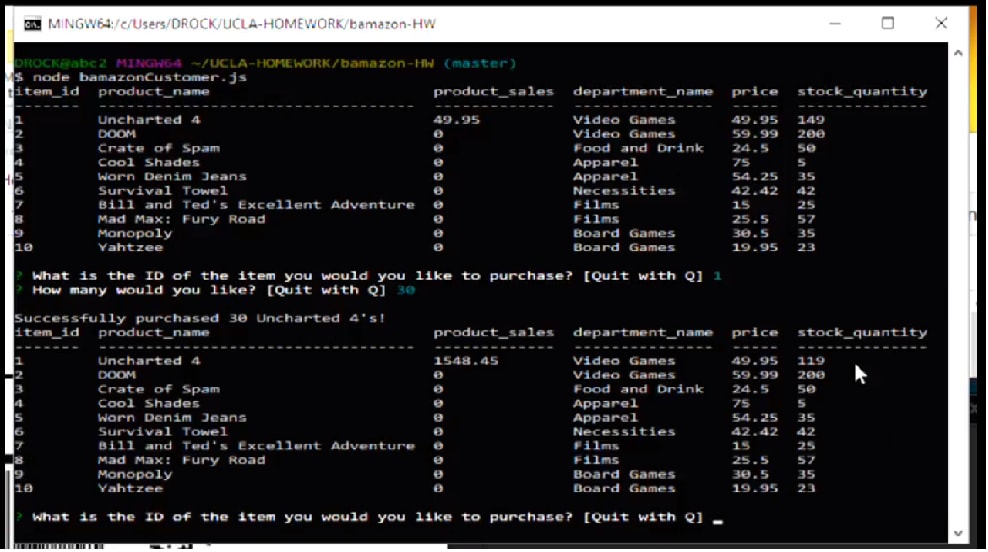 MINGW64:/c/Users/DROCK/UCLA-HOMEWORK/bamazon-HW
DROCK@abc2 MINGW64 ~/UCLA-HOMEWORK/bamazon-HW (master)
$ node bamazonCustomer.js
item_id product_name product_sales department_name price stock_quantity
------- ---------------------------------- ------------- --------------- ----- --------------
1 Uncharted 4 49.95 Video Games 49.95 149
2 DOOM 0 Video Games 59.99 200
3 Crate of Spam 0 Food and Drink 24.5 50
4 Cool Shades 0 Apparel 75 5
5 Worn Denim Jeans 0 Apparel 54.25 35
6 Survival Towel 0 Necessities 42.42 42
7 Bill and Ted's Excellent Adventure 0 Films 15 25
8 Mad Max: Fury Road 0 Films 25.5 57
9 Monopoly 0 Board Games 30.5 35
10 Yahtzee 0 Board Games 19.95 23
? What is the ID of the item you would you like to purchase? [Quit with Q] 1
? How many would you like? [Quit with Q] 30
Successfully purchased 30 Uncharted 4's!
item_id product_name product_sales department_name price stock_quantity
------- ---------------------------------- ------------- --------------- ----- --------------
1 Uncharted 4 1548.45 Video Games 49.95 119
2 DOOM 0 Video Games 59.99 200
3 Crate of Spam 0 Food and Drink 24.5 50
4 Cool Shades 0 Apparel 75 5
5 Worn Denim Jeans 0 Apparel 54.25 35
6 Survival Towel 0 Necessities 42.42 42
7 Bill and Ted's Excellent Adventure 0 Films 15 25
8 Mad Max: Fury Road 0 Films 25.5 57
9 Monopoly 0 Board Games 30.5 35
10 Yahtzee 0 Board Games 19.95 23
? What is the ID of the item you would you like to purchase? [Quit with Q] _